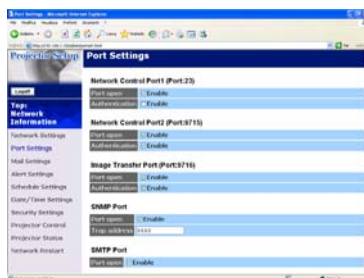 Port Settings - Microsoft Internet Explorer
Projector Setup
Port Settings
Logoff
Top:
Network
Information
Network Settings
Port Settings
Mail Settings
Alert Settings
Schedule Settings
Date/Time Settings
Security Settings
Projector Control
Projector Status
Network Restart
Network Control Port1 (Port:23)
Port open Enable
Authentication Enable
Network Control Port2 (Port:9715)
Port open Enable
Authentication Enable
Image Transfer Port (Port:9716)
Port open Enable
Authentication Enable
SNMP Port
Port open Enable
Trap address
SMTP Port
Port open Enable